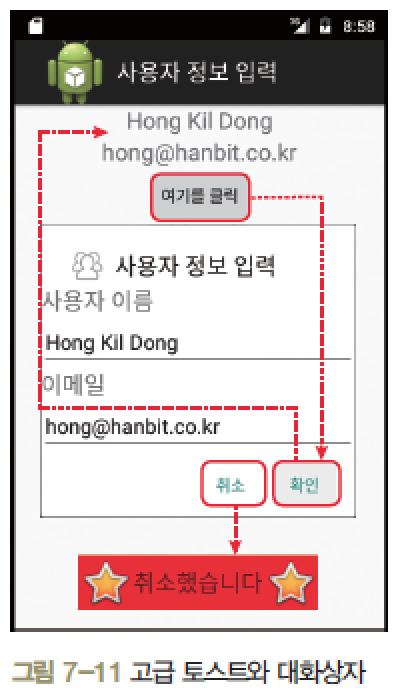 3G 8:58
사용자 정보 입력
Hong Kil Dong
hong@hanbit.co.kr
여기를 클릭
사용자 정보 입력
사용자 이름
Hong Kil Dong
이메일
hong@hanbit.co.kr
취소 확인
취소했습니다
그림 7-11 고급 토스트와 대화상자